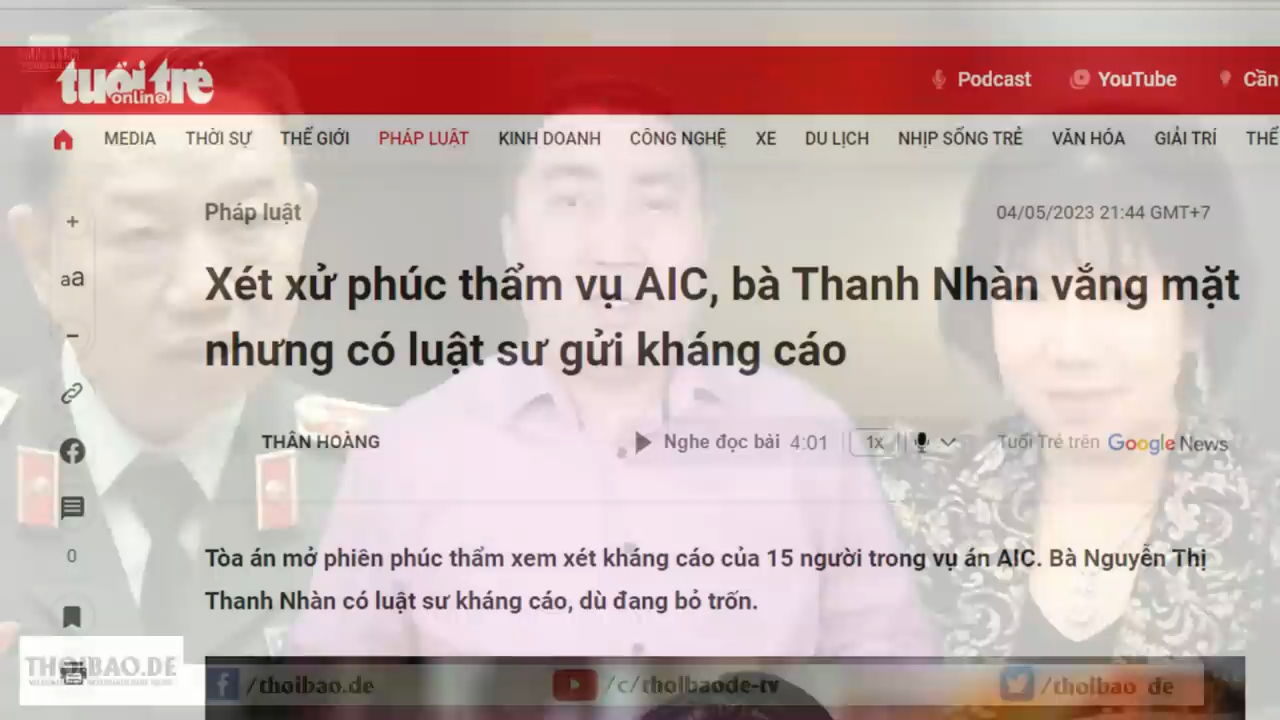 tuổi trẻ
online
Podcast
YouTube
Cần
MEDIA
THỜI SỰ
THẾ GIỚI
PHÁP LUẬT
KINH DOANH
CÔNG NGHỆ
XE
DU LỊCH
NHỊP SỐNG TRẺ
VĂN HÓA
GIẢI TRÍ
THỂ
Pháp luật
04/05/2023 21:44 GMT+7
+
aa
−
0
Xét xử phúc thẩm vụ AIC, bà Thanh Nhàn vắng mặt
nhưng có luật sư gửi kháng cáo
THÂN HOÀNG
Nghe đọc bài 4:01
1x
Tuổi Trẻ trên Google News
Tòa án mở phiên phúc thẩm xem xét kháng cáo của 15 người trong vụ án AIC. Bà Nguyễn Thị
Thanh Nhàn có luật sư kháng cáo, dù đang bỏ trốn.
THOIBAO.DE
/thoibao.de
/c/thoibaode-tv
/thoibao_de